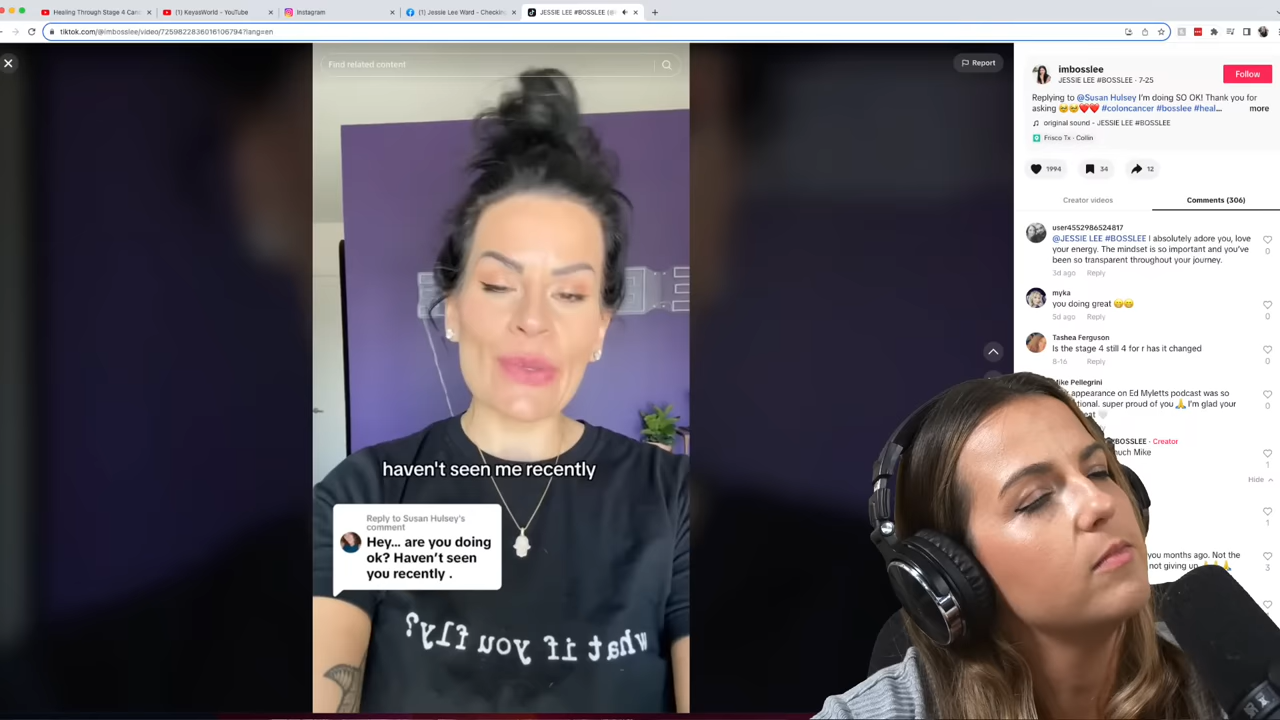 Healing Through Stage 4 Canc
(1) KeyasWorld - YouTube
Instagram
(1) Jessie Lee Ward - Checkin
JESSIE LEE #BOSSLEE (@
tiktok.com/@imbosslee/video/7259822836016106794?lang=en
Find related content
Report
haven't seen me recently
Reply to Susan Hulsey's
comment
Hey... are you doing
ok? Haven't seen
you recently .
what if you fly?
imbosslee
JESSIE LEE #BOSSLEE · 7-25
Follow
Replying to @Susan Hulsey I'm doing SO OK! Thank you for
asking 🥹🥹❤️❤️ #coloncancer #bosslee #heal... more
original sound - JESSIE LEE #BOSSLEE
Frisco Tx · Collin
1994
34
12
Creator videos
Comments (306)
user4552986524817
@JESSIE LEE #BOSSLEE I absolutely adore you, love
your energy. The mindset is so important and you've
been so transparent throughout your journey.
3d ago Reply
0
myka
you doing great 😋😋
5d ago Reply
0
Tashea Ferguson
Is the stage 4 still 4 for r has it changed
8-16 Reply
0
Mike Pellegrini
appearance on Ed Myletts podcast was so
super proud of you🙏 I'm glad your
0
BOSSLEE · Creator
much Mike
1
Hide
1
you months ago. Not the
not giving up
3